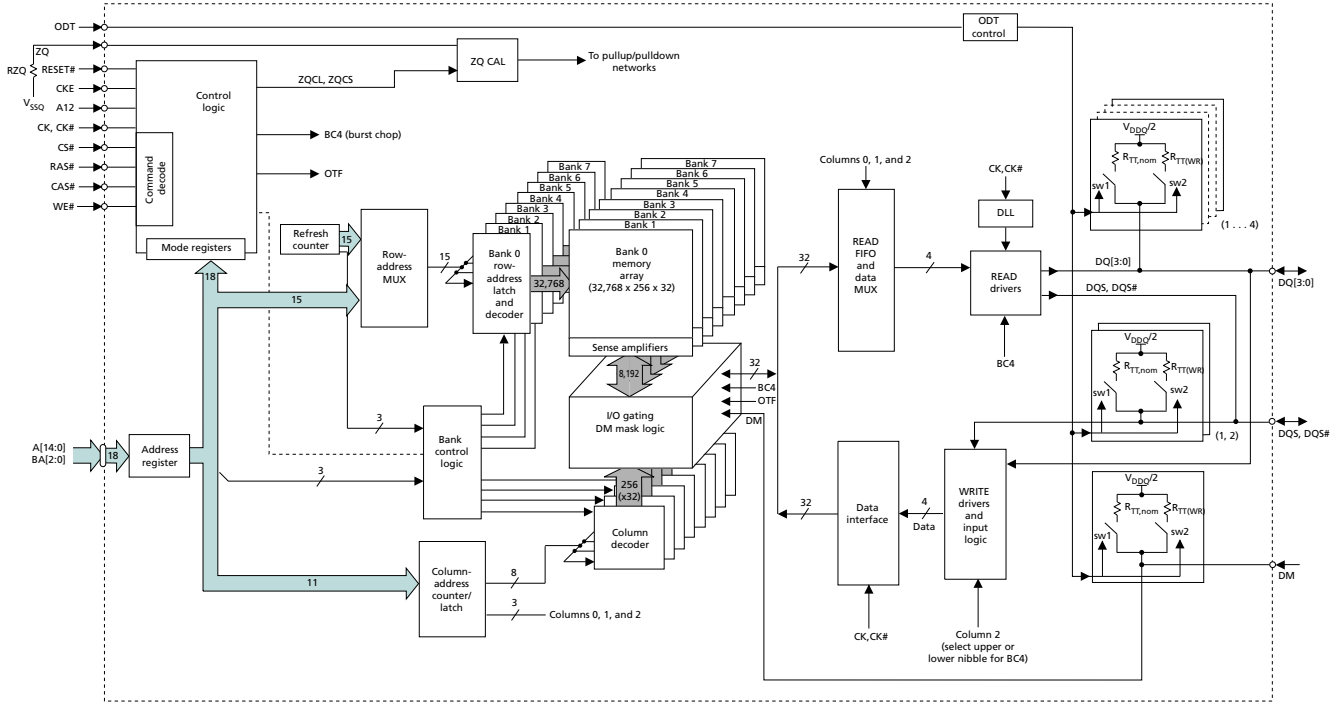 ODT
ODT
control
ZQ
RZQ
VSSQ
ZQ CAL
To pullup/pulldown
networks
ZQCL, ZQCS
RESET#
CKE
A12
CK, CK#
CS#
RAS#
CAS#
WE#
Control
logic
Command
decode
Mode registers
BC4 (burst chop)
OTF
18
15
Refresh
counter
15
Row-
address
MUX
15
Bank 7
Bank 6
Bank 5
Bank 4
Bank 3
Bank 2
Bank 1
Bank 0
row-
address
latch
and
decoder
32,768
Bank 7
Bank 6
Bank 5
Bank 4
Bank 3
Bank 2
Bank 1
Bank 0
memory
array
(32,768 x 256 x 32)
Sense amplifiers
8,192
I/O gating
DM mask logic
32
BC4
OTF
DM
256
(x32)
Column
decoder
3
Bank
control
logic
3
A[14:0]
BA[2:0]
18
Address
register
11
Column-
address
counter/
latch
8
3
Columns 0, 1, and 2
Columns 0, 1, and 2
32
READ
FIFO
and
data
MUX
4
CK,CK#
DLL
READ
drivers
BC4
DQ[3:0]
DQS, DQS#
32
Data
interface
4
Data
WRITE
drivers
and
input
logic
CK,CK#
Column 2
(select upper or
lower nibble for BC4)
VDDQ/2
RTT,nom
RTT(WR)
sw1
sw2
(1 . . . 4)
DQ[3:0]
VDDQ/2
RTT,nom
RTT(WR)
sw1
sw2
(1, 2)
DQS, DQS#
VDDQ/2
RTT,nom
RTT(WR)
sw1
sw2
DM